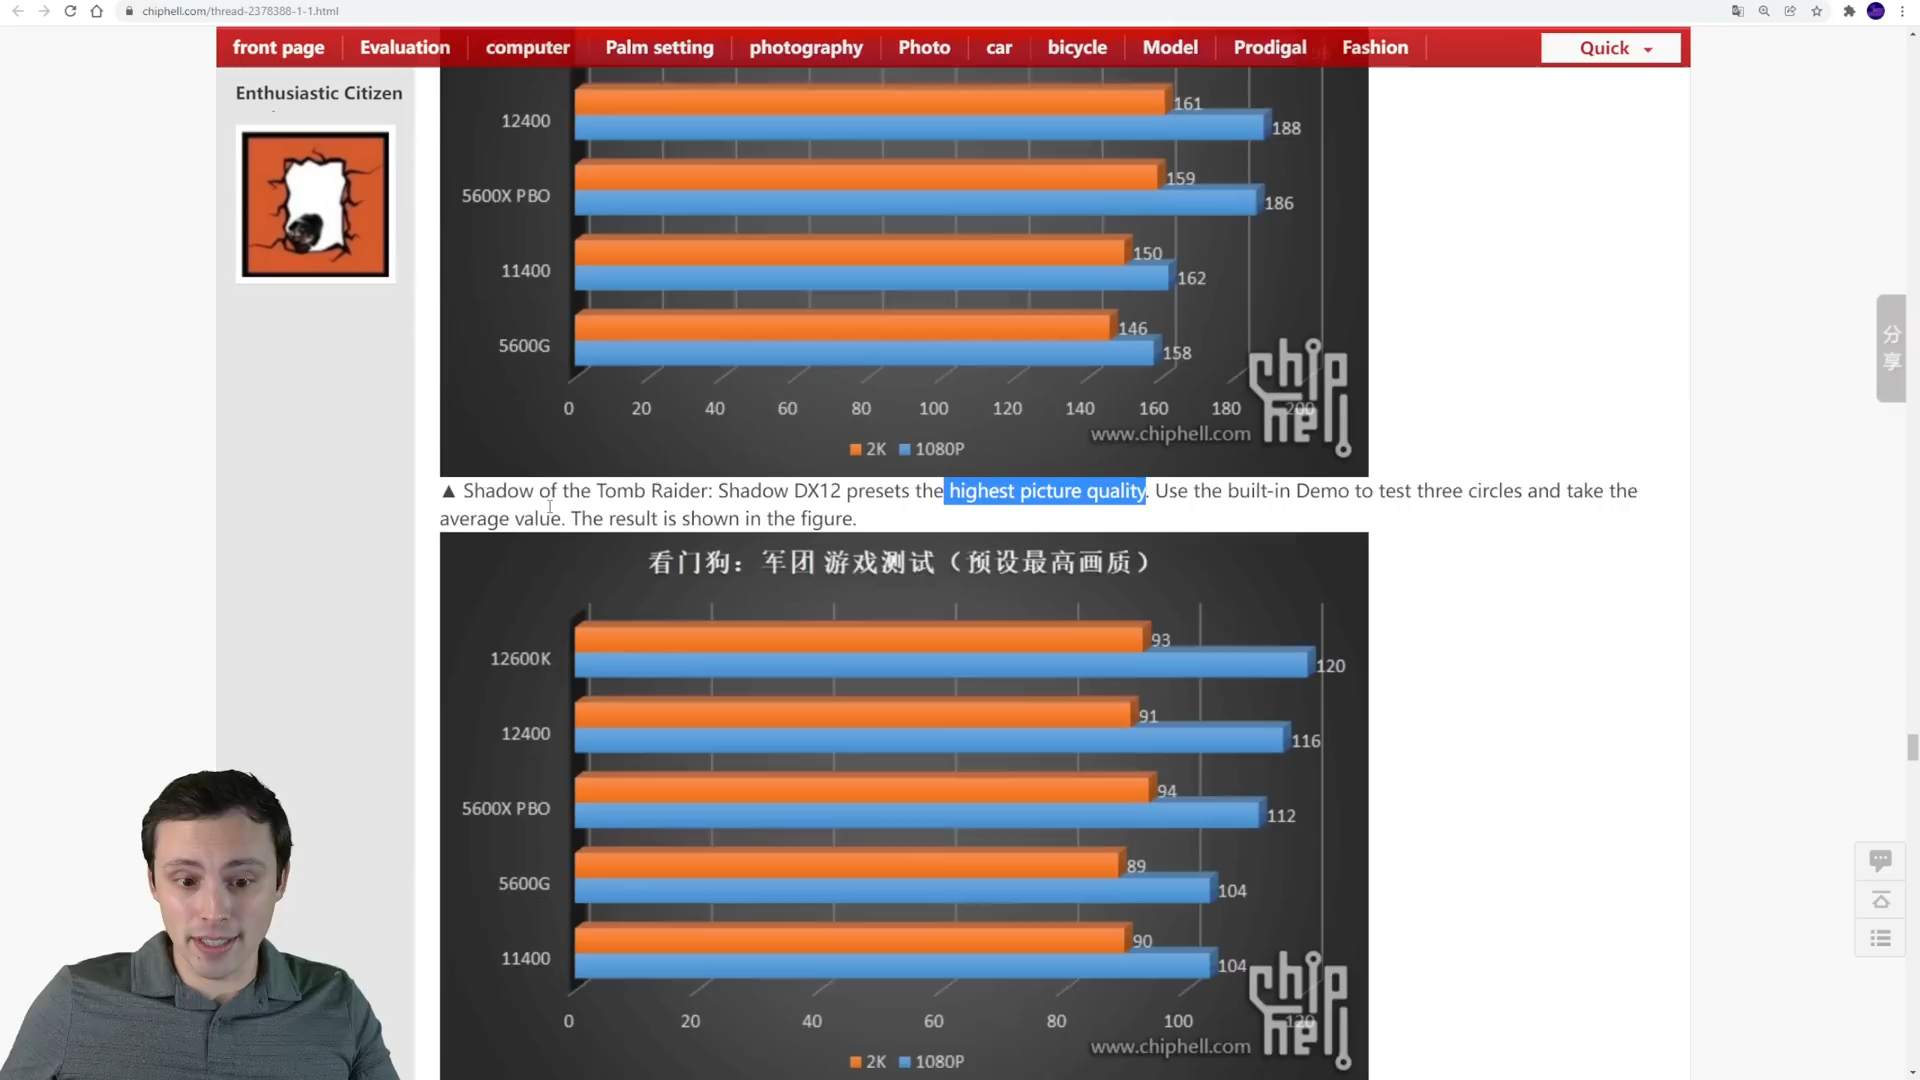 chiphell.com/thread-2378388-1-1.html
front page Evaluation computer Palm setting photography Photo car bicycle Model Prodigal Fashion Quick
Enthusiastic Citizen
12400 161 188
5600X PBO 159 186
11400 150 162
5600G 146 158
0 20 40 60 80 100 120 140 160 180 200
www.chiphell.com
chip hell
2K 1080P
▲ Shadow of the Tomb Raider: Shadow DX12 presets the highest picture quality. Use the built-in Demo to test three circles and take the
average value. The result is shown in the figure.
看门狗：军团 游戏测试（预设最高画质）
12600K 93 120
12400 91 116
5600X PBO 94 112
5600G 89 104
11400 90 104
0 20 40 60 80 100 120
www.chiphell.com
chip hell
2K 1080P
分
享